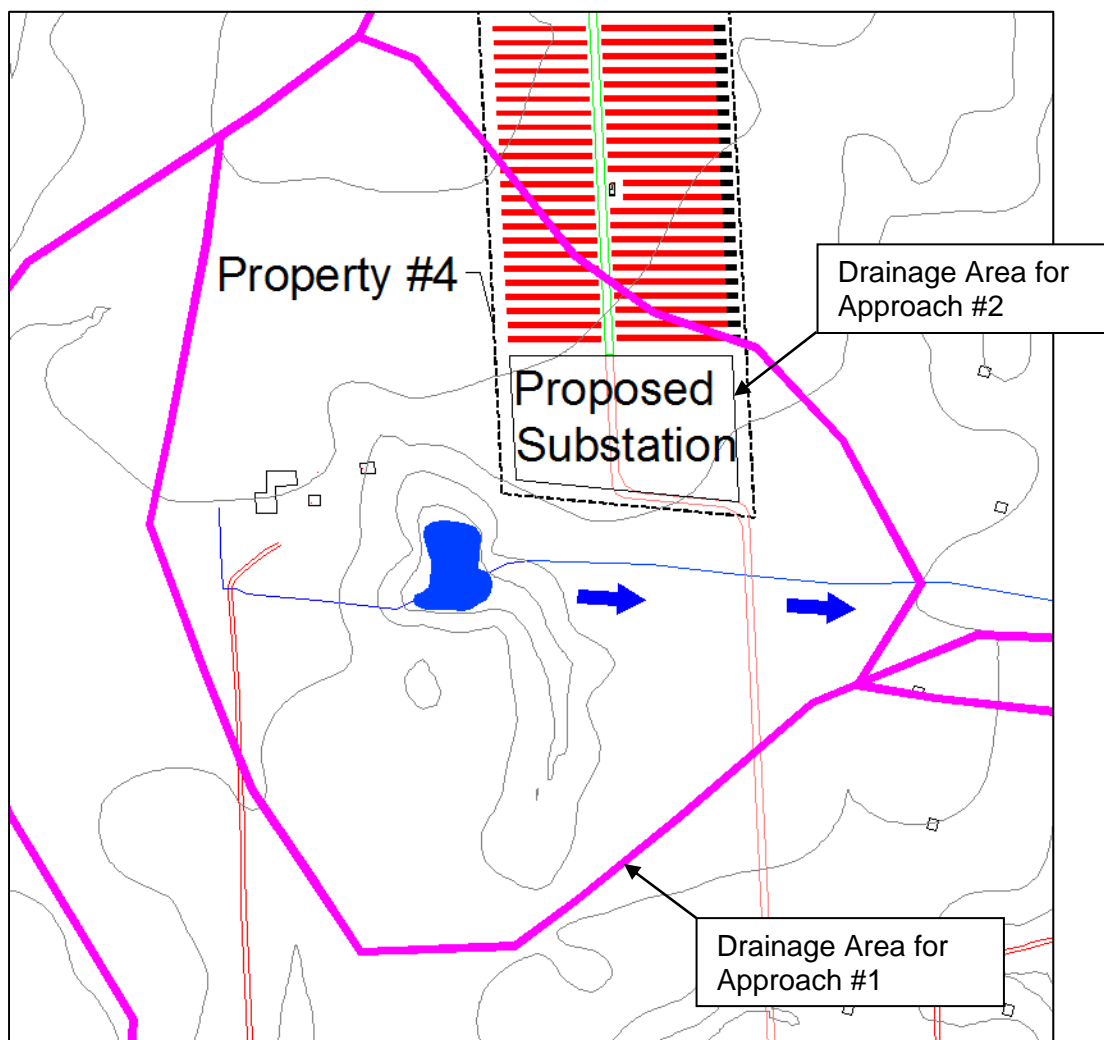 Property #4
Drainage Area for
Approach #2
Proposed
Substation
Drainage Area for
Approach #1